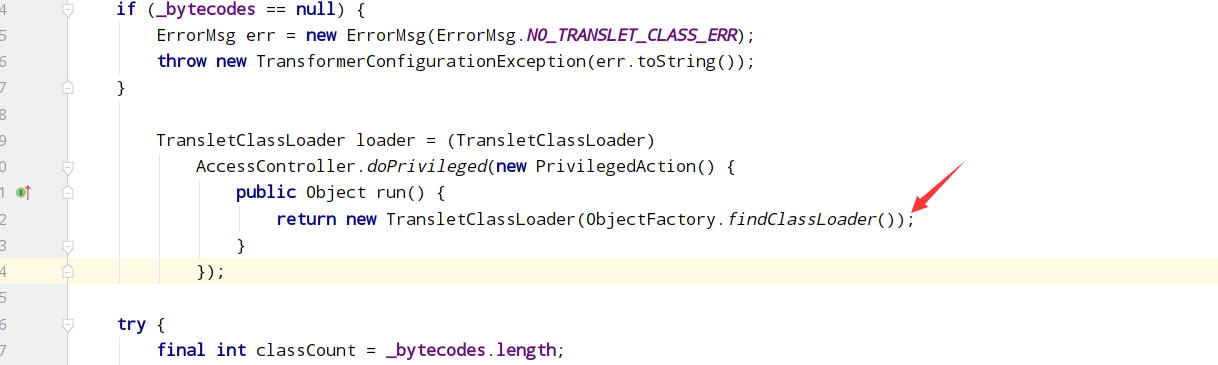 4 if (_bytecodes == null) {
5 ErrorMsg err = new ErrorMsg(ErrorMsg.NO_TRANSLET_CLASS_ERR);
6 throw new TransformerConfigurationException(err.toString());
7 }
8
9 TransletClassLoader loader = (TransletClassLoader)
0 AccessController.doPrivileged(new PrivilegedAction() {
1 public Object run() {
2 return new TransletClassLoader(ObjectFactory.findClassLoader());
3 }
4 });
5
6 try {
7 final int classCount = _bytecodes.length;